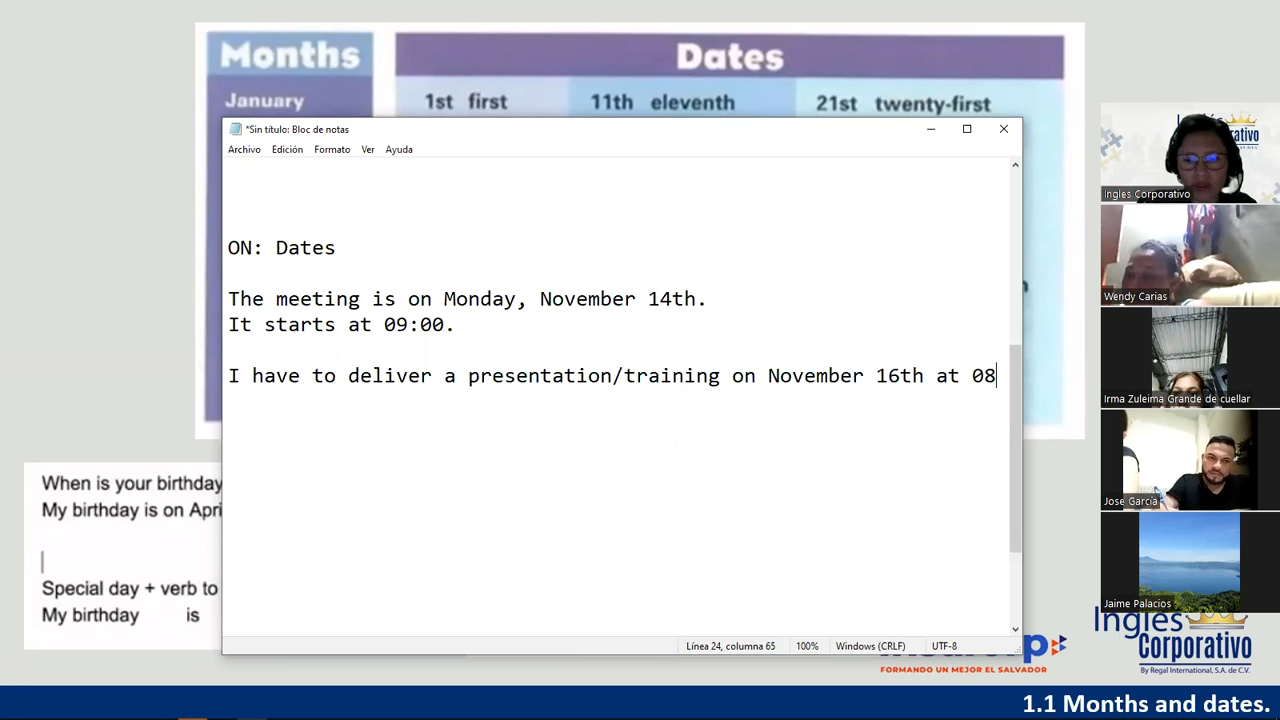 Months
Dates
January
1st first
11th eleventh
21st twenty-first
*Sin título: Bloc de notas
Archivo Edición Formato Ver Ayuda
ON: Dates
The meeting is on Monday, November 14th.
It starts at 09:00.
I have to deliver a presentation/training on November 16th at 08
Línea 24, columna 65 100% Windows (CRLF) UTF-8
When is your birthday
My birthday is on Apri
Special day + verb to
My birthday is
Ingles Corporativo
Wendy Carias
Irma Zuleima Grande de cuellar
Jose García
Jaime Palacios
FORMANDO UN MEJOR EL SALVADOR
Inglés
Corporativo
By Regal International, S.A. de C.V.
1.1 Months and dates.